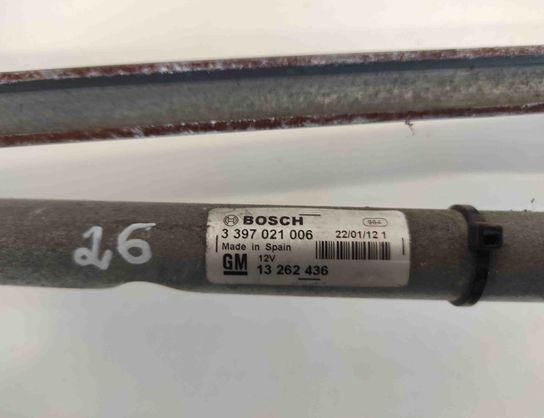 BOSCH
3 397 021 006 22/01/12 1
Made in Spain
12V
GM 13 262 436
26